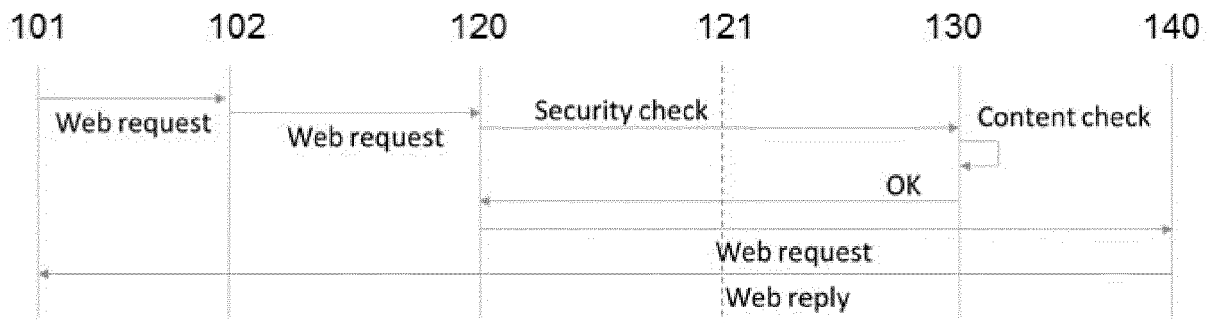 101 102 120 121 130 140
Web request
Web request
Security check
Content check
OK
Web request
Web reply